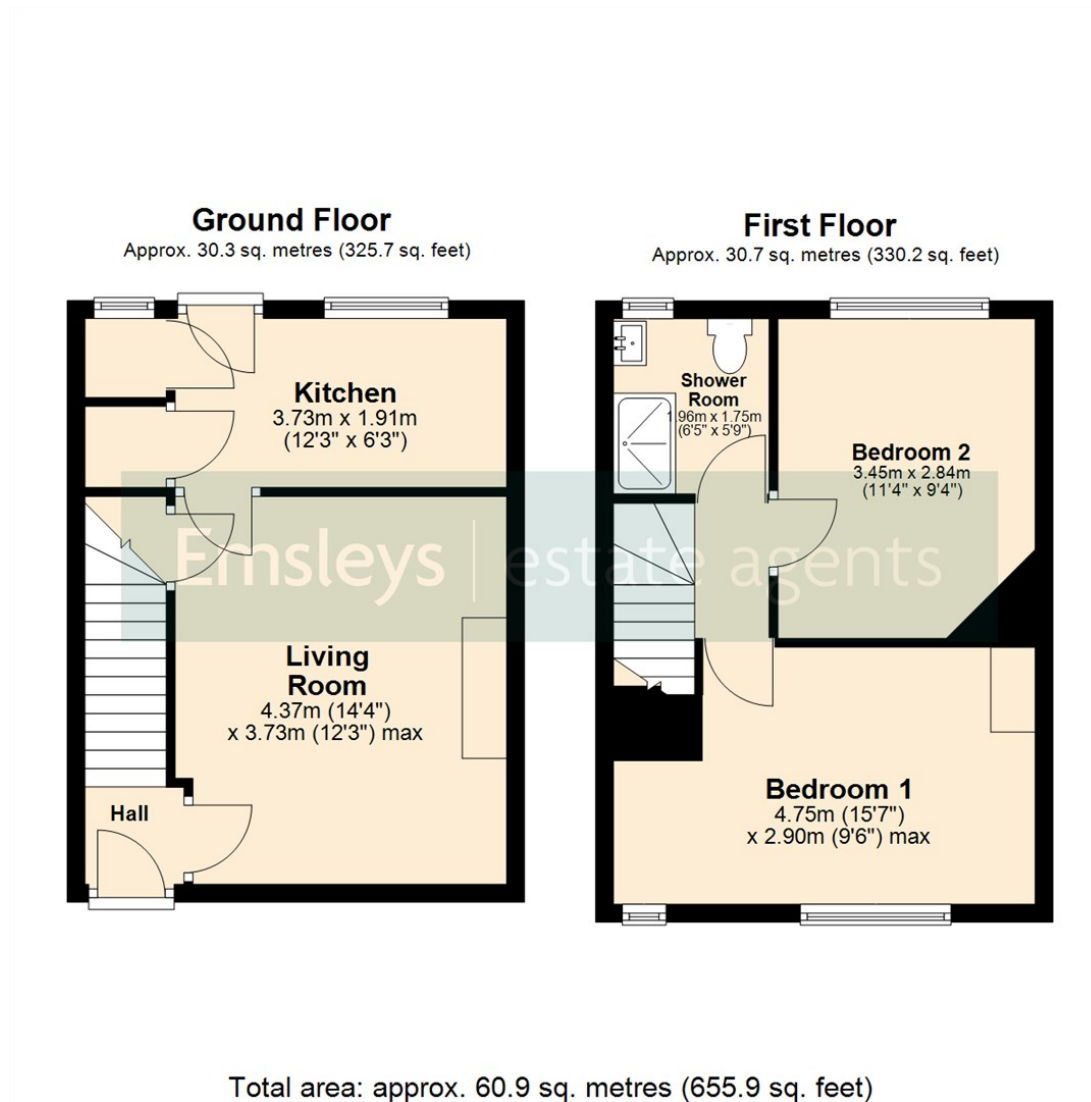 Ground Floor
Approx. 30.3 sq. metres (325.7 sq. feet)
Kitchen
3.73m x 1.91m
(12'3" x 6'3")
Living
Room
4.37m (14'4")
x 3.73m (12'3") max
Hall
First Floor
Approx. 30.7 sq. metres (330.2 sq. feet)
Shower
Room
1.96m x 1.75m
(6'5" x 5'9")
Bedroom 2
3.45m x 2.84m
(11'4" x 9'4")
Bedroom 1
4.75m (15'7")
x 2.90m (9'6") max
Emsleys | estate agents
Total area: approx. 60.9 sq. metres (655.9 sq. feet)